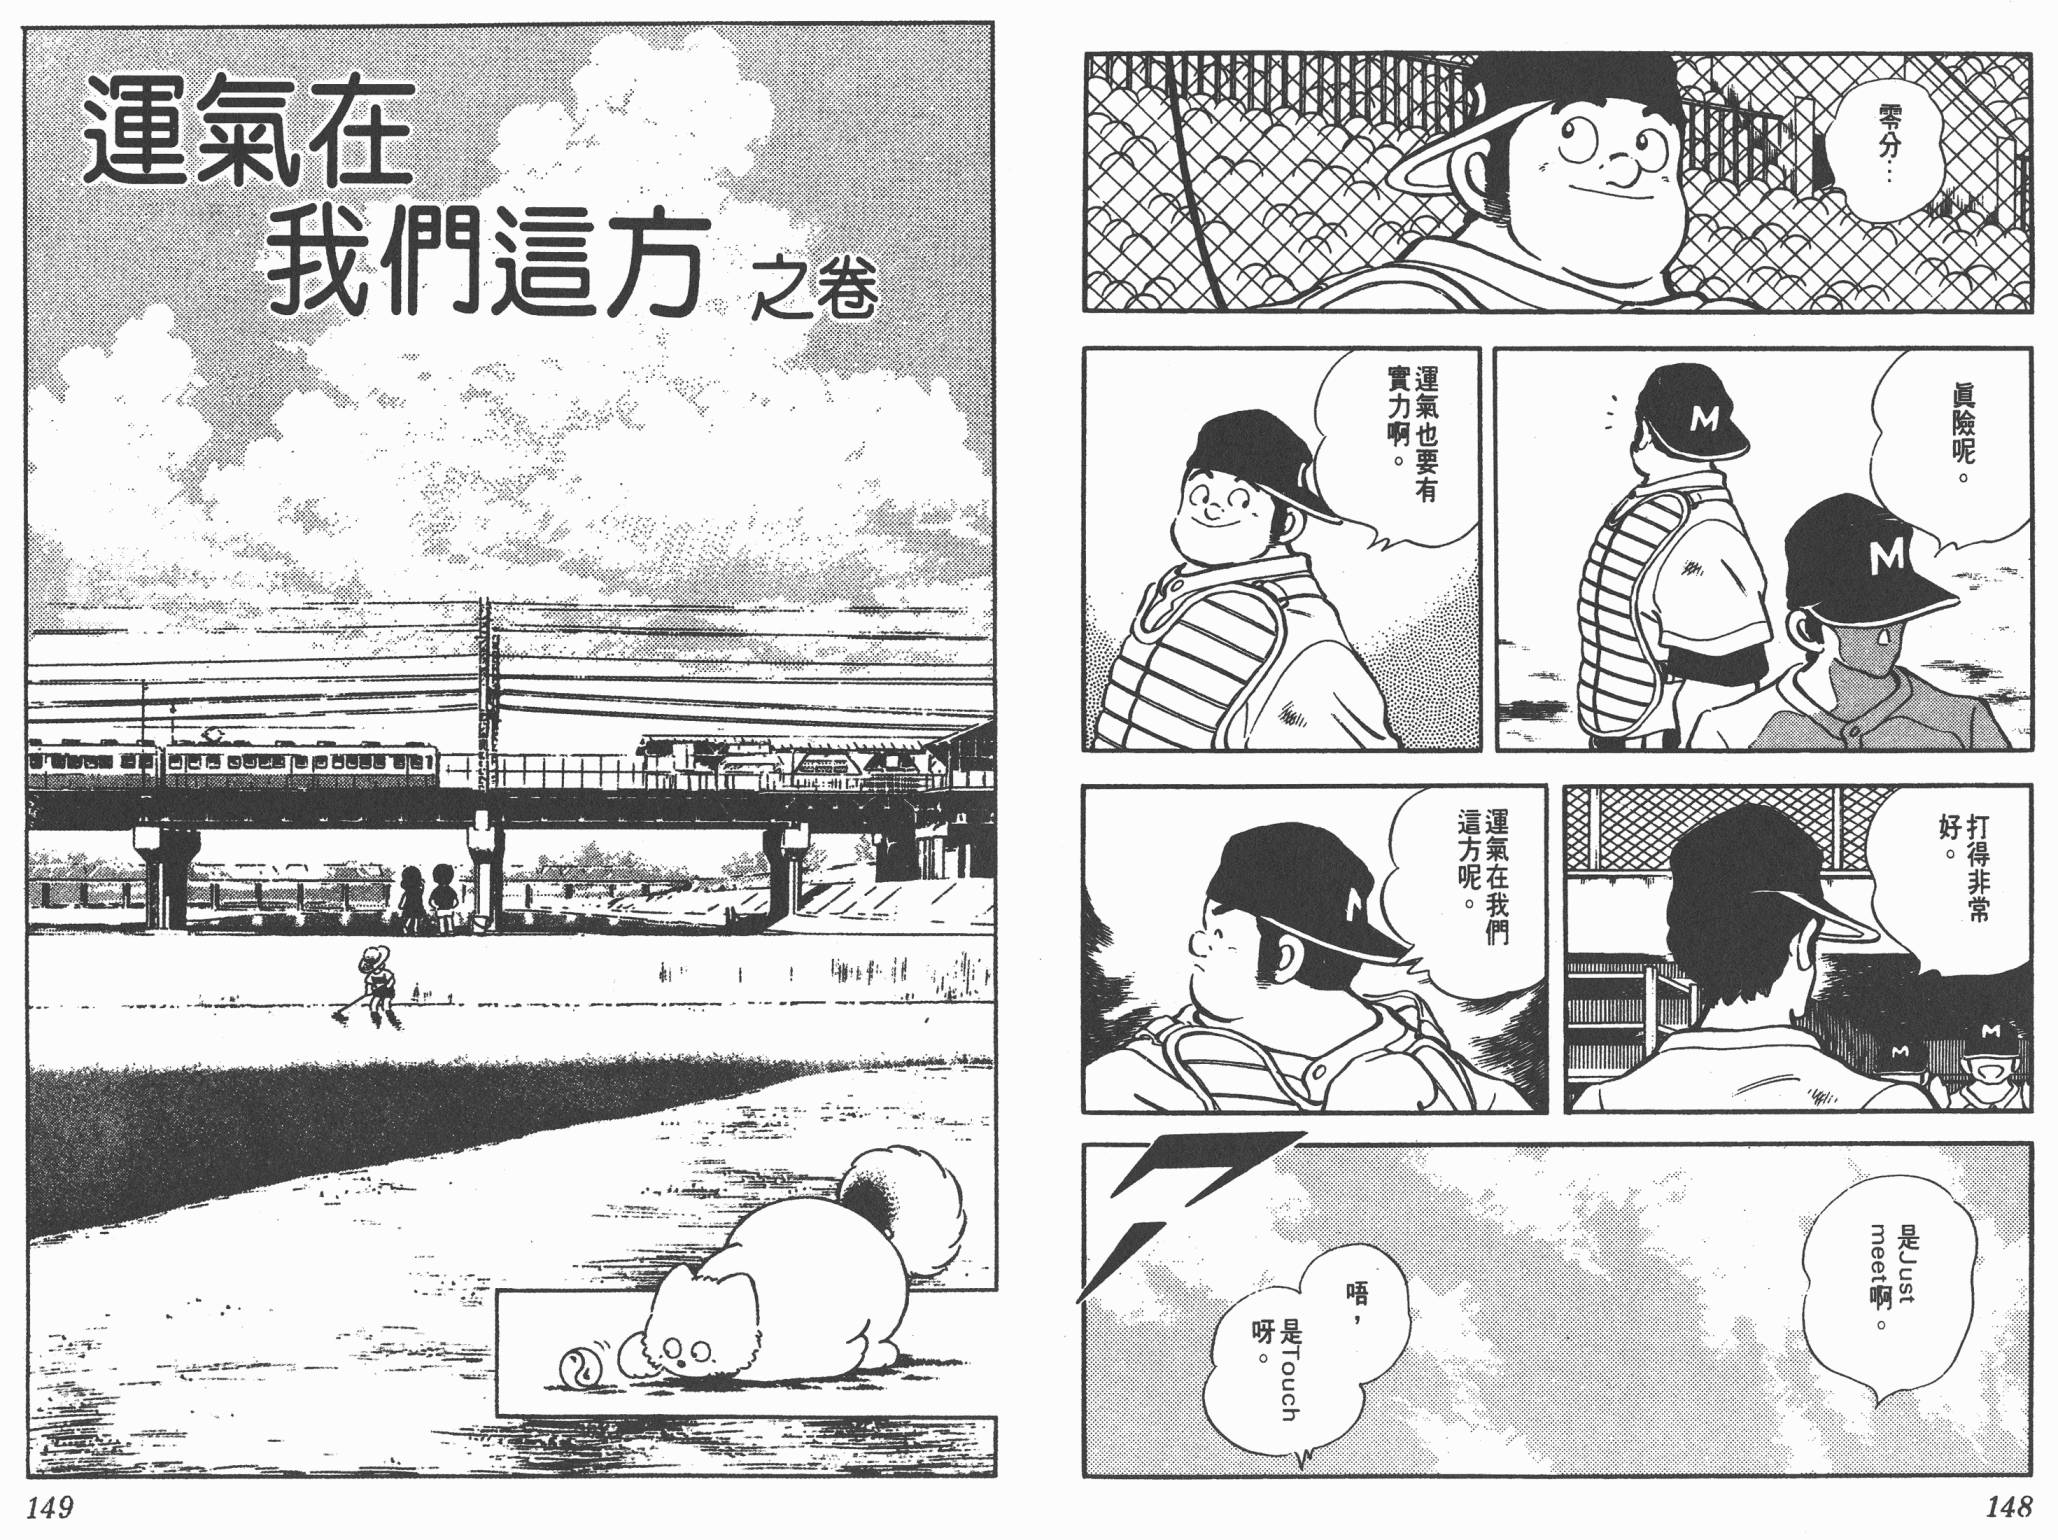 零分…
眞險呢。
M
M
運氣也要有
實力啊。
打得非常
好。
M
M
運氣在我們
這方呢。
M
是Just
meet啊。
唔，
是Touch
呀。
148
運氣在
我們這方 之卷
149